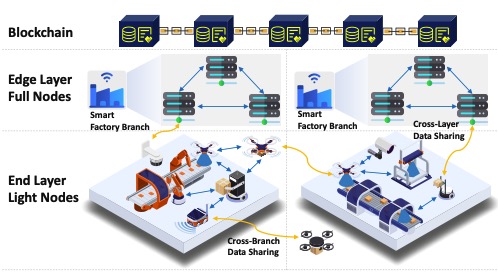 Blockchain
Edge Layer
Full Nodes
Smart
Factory Branch
Smart
Factory Branch
Cross-Layer
Data Sharing
End Layer
Light Nodes
Cross-Branch
Data Sharing